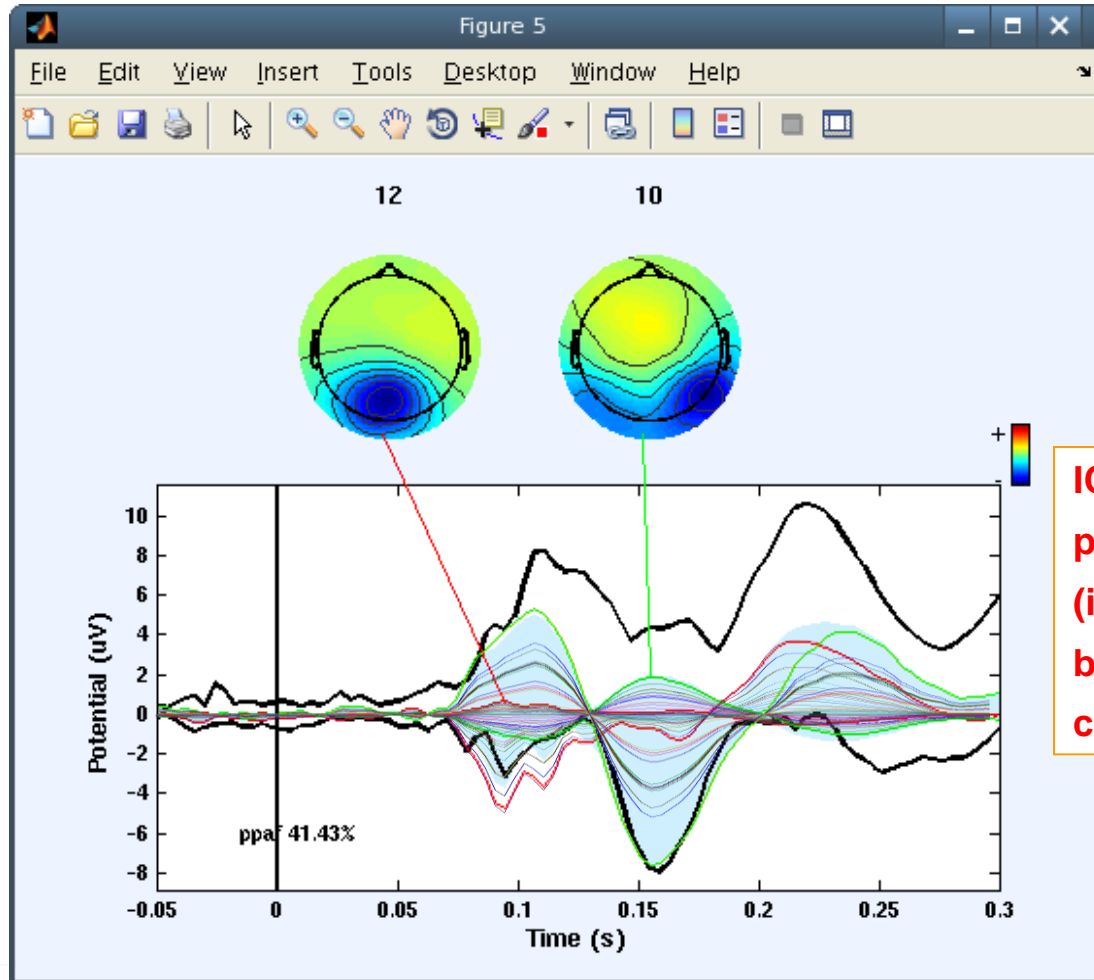 Figure 5
File Edit View Insert Tools Desktop Window Help
12 10
+
-
10
8
6
4
2
0
-2
-4
-6
-8
Potential (uV)
ppaf 41.43%
-0.05 0 0.05 0.1 0.15 0.2 0.25 0.3
Time (s)
p
(i
b
c